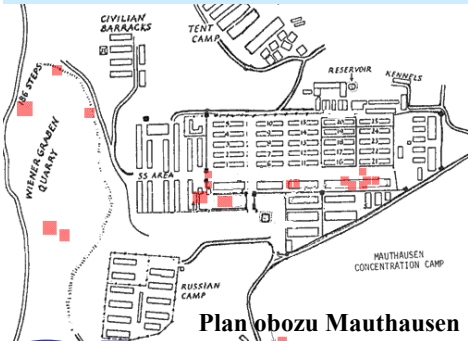 CIVILIAN
BARRACKS
TENT
CAMP
RESERVOIR
KENNELS
186 STEPS
WIENER GRABEN
QUARRY
SS AREA
RUSSIAN
CAMP
MAUTHAUSEN
CONCENTRATION CAMP
Plan obozu Mauthausen